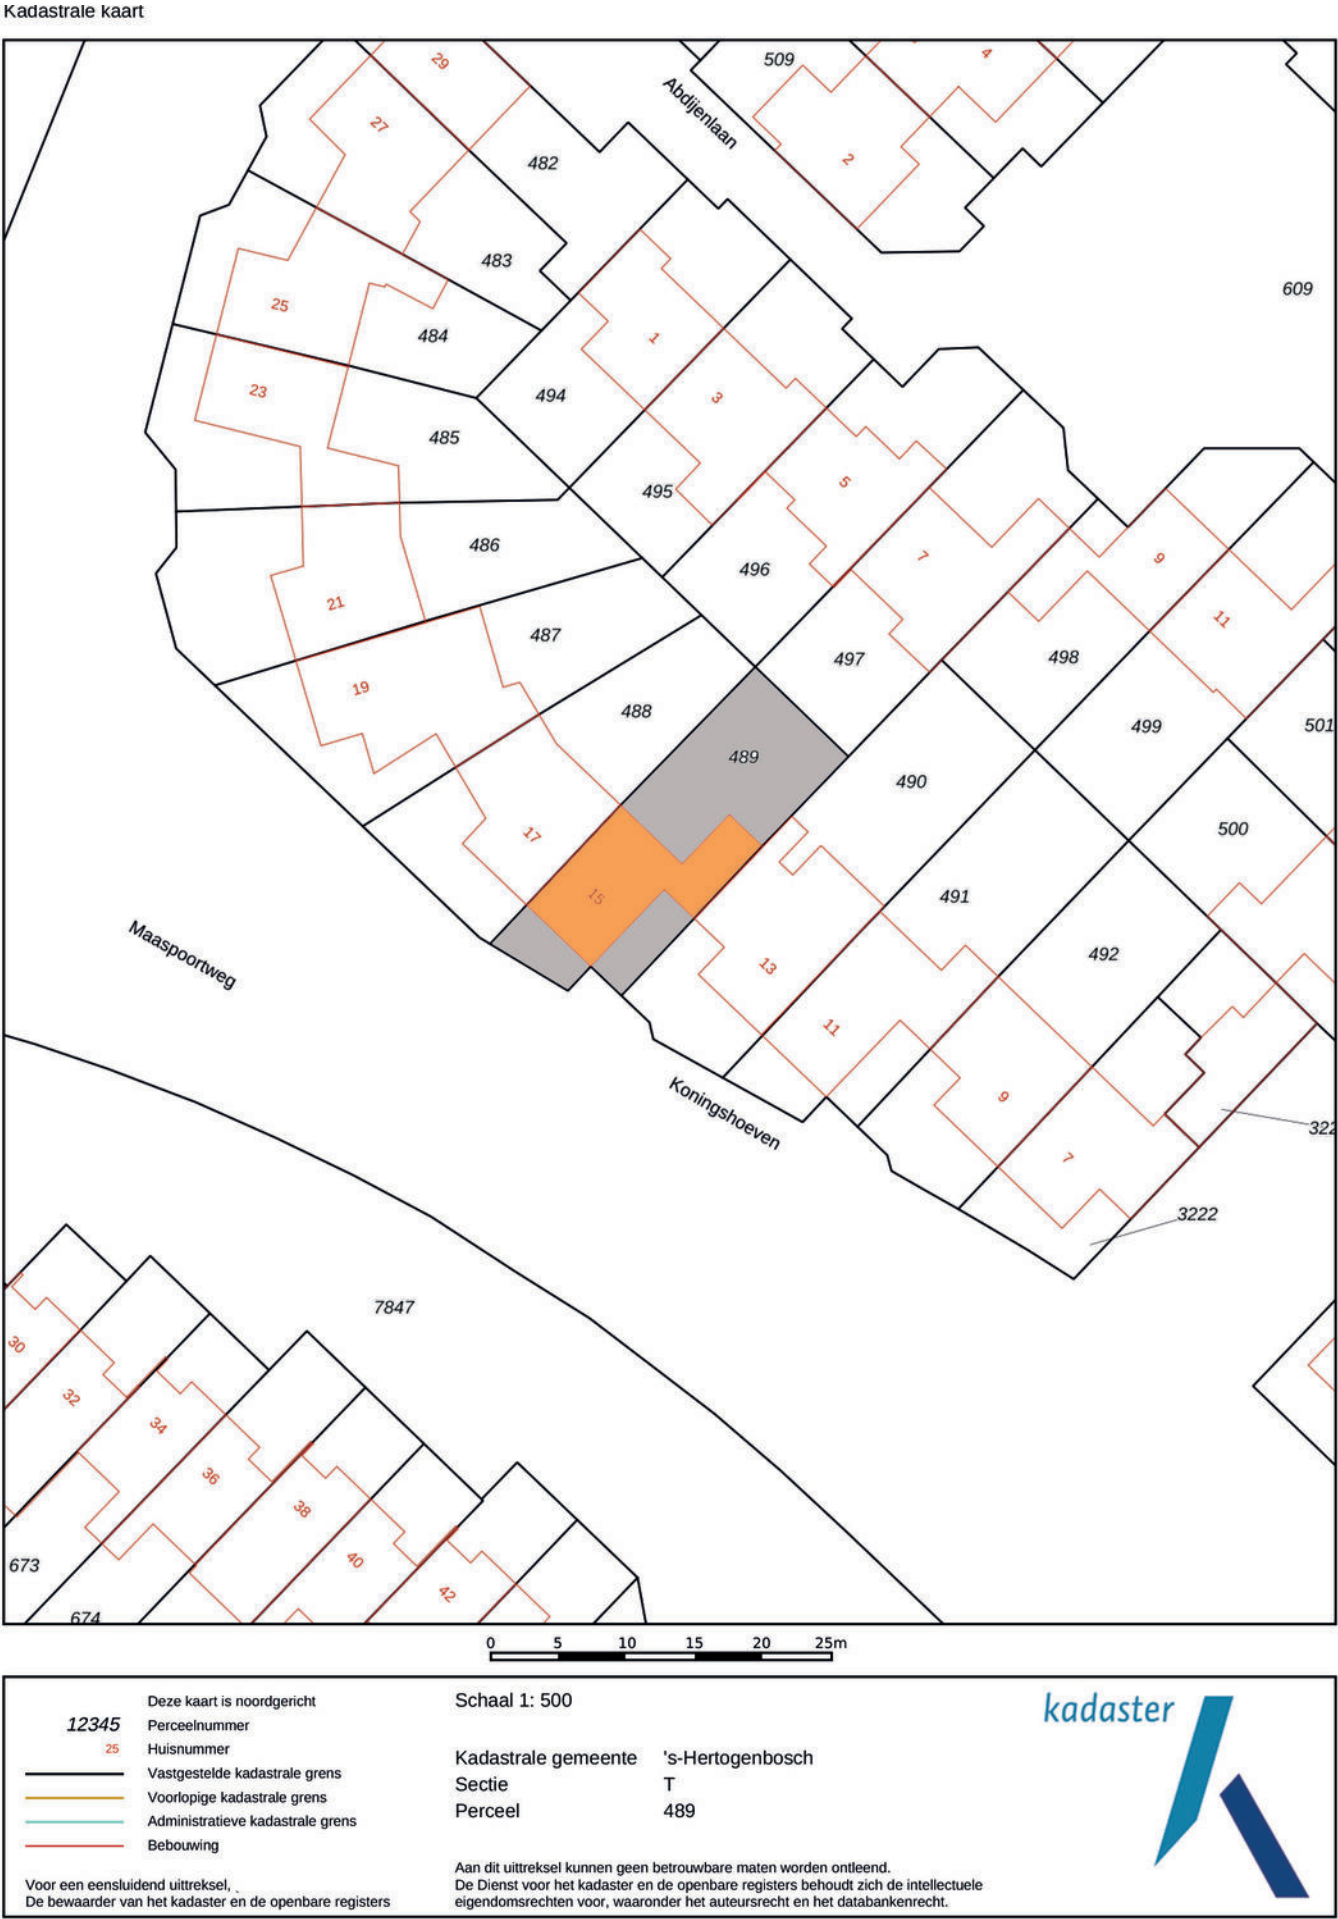 Kadastrale kaart
29
509
4
Abdijenlaan
27
482
2
483
609
25
484
1
23
494
3
485
495
5
486
496
7
9
21
11
487
497
498
19
488
499
501
489
490
17
500
15
491
Maaspoortweg
492
13
11
Koningshoeven
9
322
7
3222
7847
30
32
34
36
38
40
42
673
674
0 5 10 15 20 25m
Deze kaart is noordgericht
12345 Perceelnummer
25 Huisnummer
Vastgestelde kadastrale grens
Voorlopige kadastrale grens
Administratieve kadastrale grens
Bebouwing
Voor een eensluidend uittreksel,
De bewaarder van het kadaster en de openbare registers
Schaal 1: 500
Kadastrale gemeente 's-Hertogenbosch
Sectie T
Perceel 489
Aan dit uittreksel kunnen geen betrouwbare maten worden ontleend.
De Dienst voor het kadaster en de openbare registers behoudt zich de intellectuele
eigendomsrechten voor, waaronder het auteursrecht en het databankenrecht.
kadaster